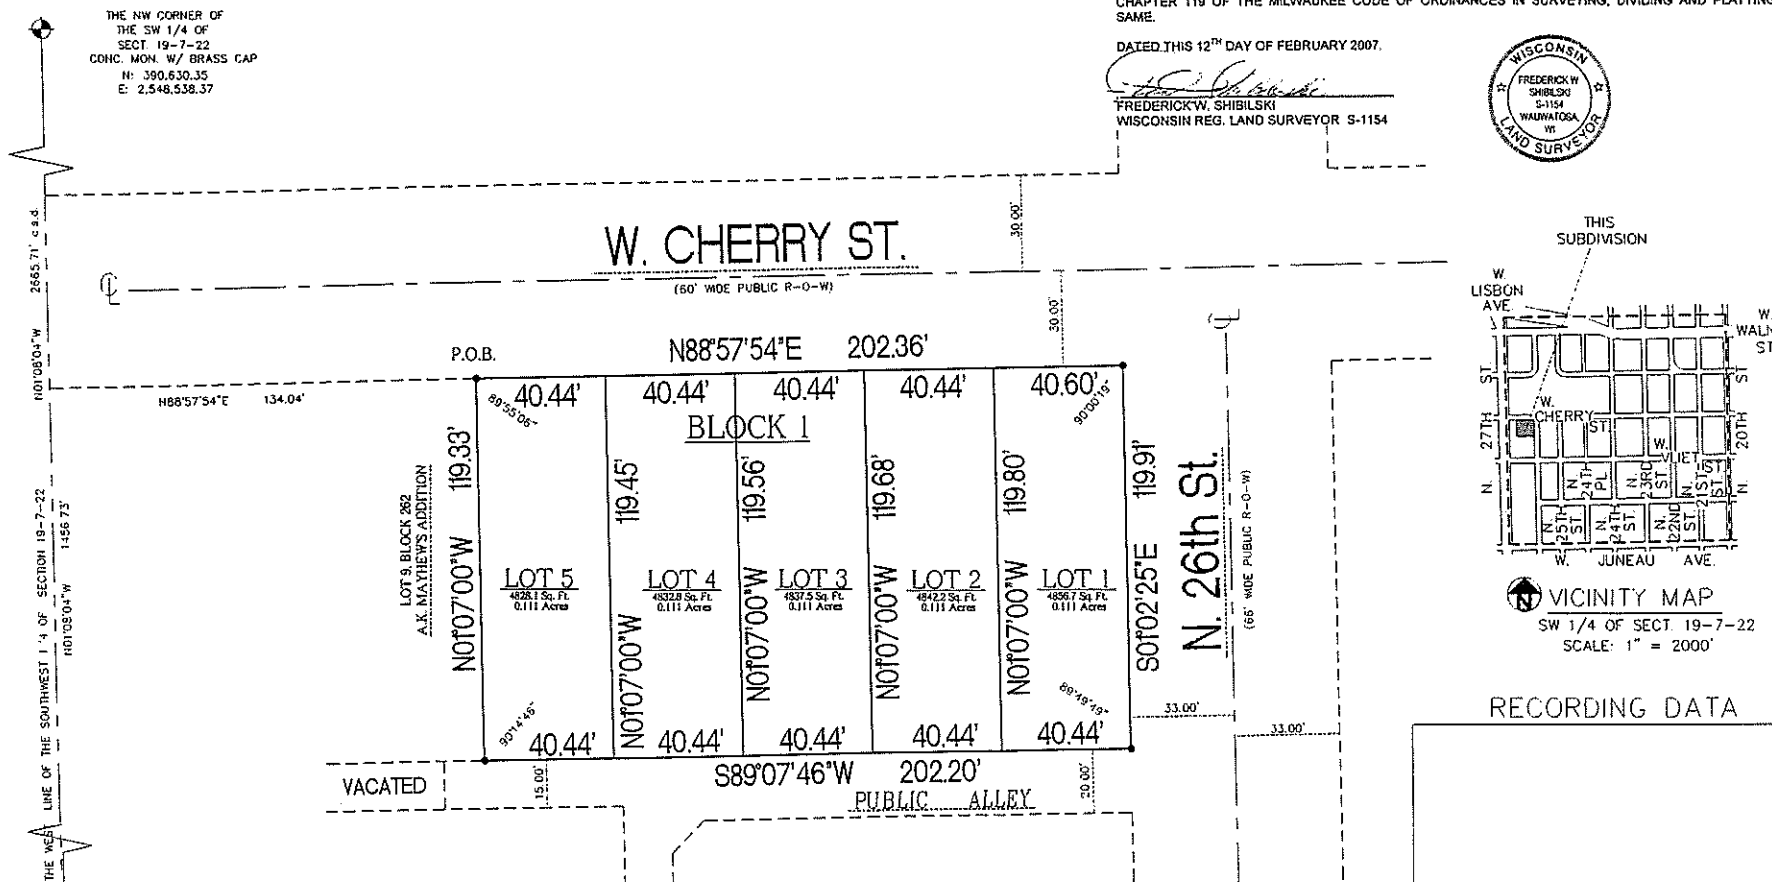 THE NW CORNER OF
THE SW 1/4 OF
SECT. 19-7-22
CONC. MON. W/ BRASS CAP
N: 390,630.35
E: 2,548,538.37
CHAPTER 119 OF THE MILWAUKEE CODE OF ORDINANCES IN SURVEYING, DIVIDING AND PLATTING
SAME.
DATED THIS 12TH DAY OF FEBRUARY 2007.
FREDERICK W. SHIBILSKI
WISCONSIN REG. LAND SURVEYOR S-1154
WISCONSIN
FREDERICK W
SHIBILSKI
S-1154
WAUWATOSA,
WI
LAND SURVEYOR
W. CHERRY ST.
(60' WIDE PUBLIC R-O-W)
30.00'
30.00'
2665.71' c.s.d.
N01°08'04"W
N88°57'54"E 134.04'
P.O.B.
N88°57'54"E 202.36'
40.44'
40.44'
40.44'
40.44'
40.60'
89°55'06"
90°00'19"
BLOCK 1
119.33'
119.45'
119.56'
119.68'
119.80'
119.91'
LOT 9, BLOCK 262
A.K. MAYHEW'S ADDITION
N01°07'00"W
N01°07'00"W
N01°07'00"W
N01°07'00"W
N01°07'00"W
S01°02'25"E
LOT 5
4828.1 Sq. Ft.
0.111 Acres
LOT 4
4832.8 Sq. Ft.
0.111 Acres
LOT 3
4837.5 Sq. Ft.
0.111 Acres
LOT 2
4842.2 Sq. Ft.
0.111 Acres
LOT 1
4856.7 Sq. Ft.
0.111 Acres
90°14'46"
89°49'49"
40.44'
40.44'
40.44'
40.44'
40.44'
S89°07'46"W 202.20'
VACATED
15.00'
PUBLIC ALLEY
20.00'
N. 26th St.
(66' WIDE PUBLIC R-O-W)
33.00'
33.00'
THE WEST LINE OF THE SOUTHWEST 1/4 OF SECTION 19-7-22
N01°08'04"W 1456.73'
THIS
SUBDIVISION
W.
LISBON
AVE.
W.
WALN
ST
N. 27TH ST.
W.
CHERRY
ST.
N. 20TH ST.
W.
VLIET ST.
N.
24TH
PL
N.
23RD
ST.
N.
21ST
ST.
N.
25TH
ST.
N.
24TH
ST.
N.
22ND
ST.
W. JUNEAU AVE.
N
VICINITY MAP
SW 1/4 OF SECT. 19-7-22
SCALE: 1" = 2000'
RECORDING DATA